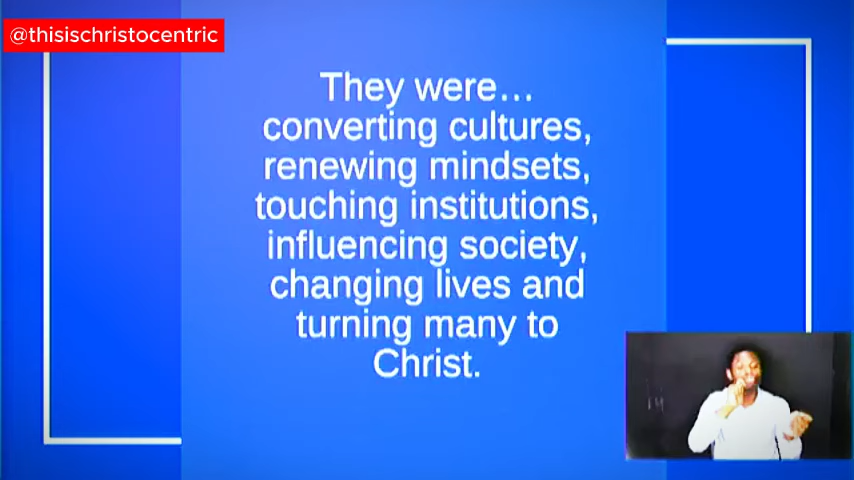 @thisischristocentric
They were...
converting cultures,
renewing mindsets,
touching institutions,
influencing society,
changing lives and
turning many to
Christ.